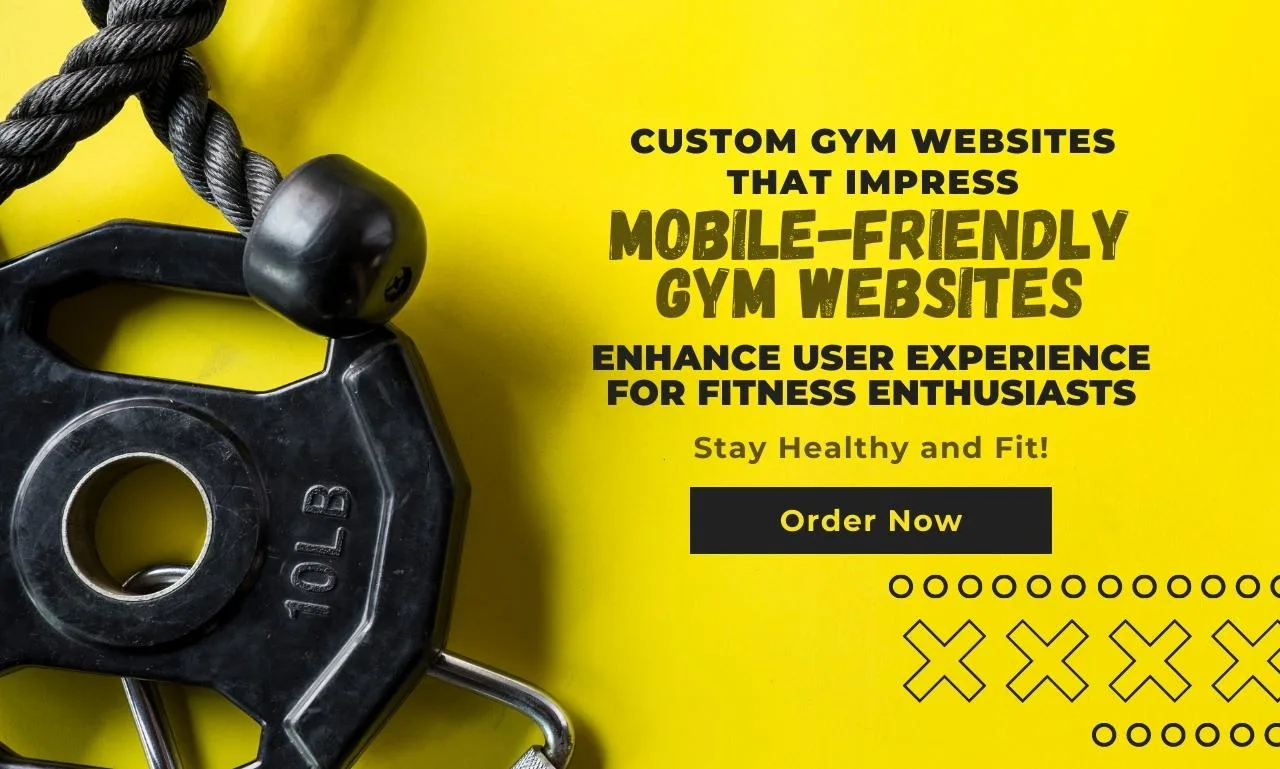 CUSTOM GYM WEBSITES
THAT IMPRESS
MOBILE-FRIENDLY
GYM WEBSITES
ENHANCE USER EXPERIENCE
FOR FITNESS ENTHUSIASTS
Stay Healthy and Fit!
Order Now
10LB